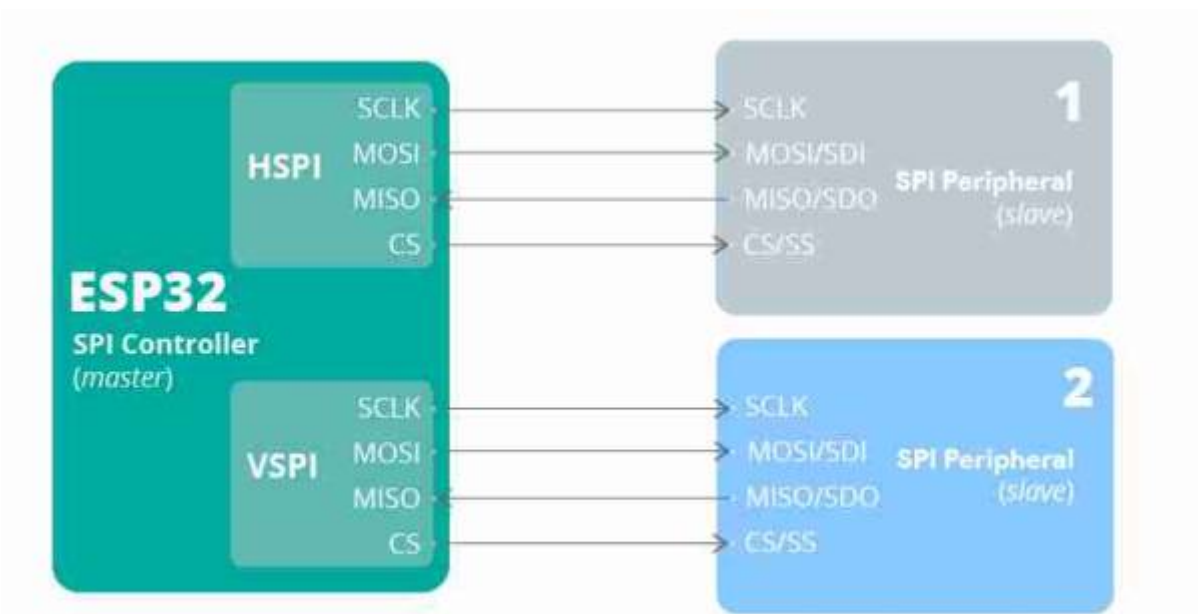 ESP32
SPI Controller
(master)
HSPI
SCLK
MOSI
MISO
CS
VSPI
SCLK
MOSI
MISO
CS
1
SPI Peripheral
(slave)
SCLK
MOSI/SDI
MISO/SDO
CS/SS
2
SPI Peripheral
(slave)
SCLK
MOSI/SDI
MISO/SDO
CS/SS